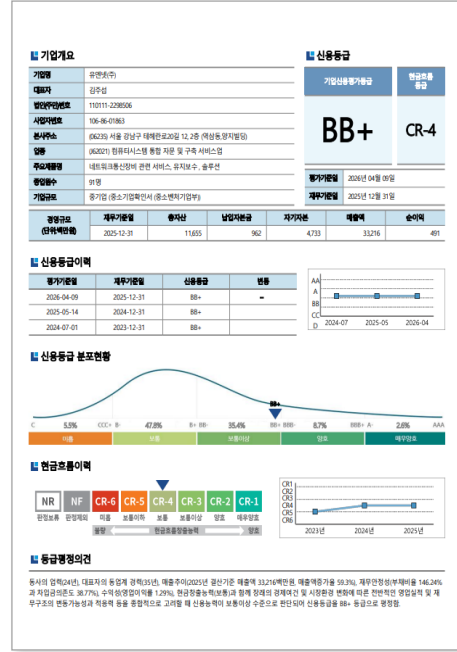 기업개요
기업명 유엔넷(주)
대표자 김주섭
법인(주민)번호 110111-2298506
사업자번호 106-86-01863
본사주소 (06235) 서울 강남구 테헤란로20길 12, 2층 (역삼동,양지빌딩)
업종 (J62021) 컴퓨터시스템 통합 자문 및 구축 서비스업
주요제품명 네트워크통신장비 관련 서비스, 유지보수 , 솔루션
종업원수 91명
기업규모 중기업 (중소기업확인서 (중소벤처기업부))
신용등급
기업신용평가등급 현금흐름등급
BB+ CR-4
평가기준일 2026년 04월 09일
재무기준일 2025년 12월 31일
경영규모 재무기준일 총자산 납입자본금 자기자본 매출액 순이익
(단위:백만원) 2025-12-31 11,655 962 4,733 33,216 491
신용등급이력
평가기준일 재무기준일 신용등급 변동
2026-04-09 2025-12-31 BB+ -
2025-05-14 2024-12-31 BB+
2024-07-01 2023-12-31 BB+
AA
A
BB
CC
D
2024-07 2025-05 2026-04
신용등급 분포현황
BB+
C 5.5% CCC+ B- 47.8% B+ BB- 35.4% BB+ BBB- 8.7% BBB+ A- 2.6% AAA
미흡 보통 보통이상 양호 매우양호
현금흐름이력
NR NF CR-6 CR-5 CR-4 CR-3 CR-2 CR-1
판정보류 판정제외 미흡 보통이하 보통 보통이상 양호 매우양호
불량 현금흐름창출능력 양호
CR1
CR2
CR3
CR4
CR5
CR6
2023년 2024년 2025년
등급평정의견
동사의 업력(24년), 대표자의 동업계 경력(35년), 매출추이(2025년 결산기준 매출액 33,216백만원, 매출액증가율 59.3%), 재무안정성(부채비율 146.24%
과 차입금의존도 38.77%), 수익성(영업이익률 1.29%), 현금창출능력(보통)과 함께 장래의 경제여건 및 시장환경 변화에 따른 전반적인 영업실적 및 재
무구조의 변동가능성과 적응력 등을 종합적으로 고려할 때 신용능력이 보통이상 수준으로 판단되어 신용등급을 BB+ 등급으로 평정함.